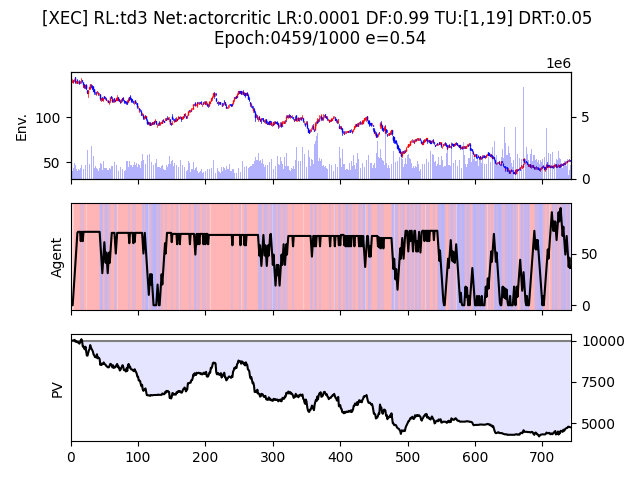 [XEC] RL:td3 Net:actorcritic LR:0.0001 DF:0.99 TU:[1,19] DRT:0.05
Epoch:0459/1000 e=0.54
1e6
Env.
100
50
5
0
Agent
50
0
PV
10000
7500
5000
0 100 200 300 400 500 600 700